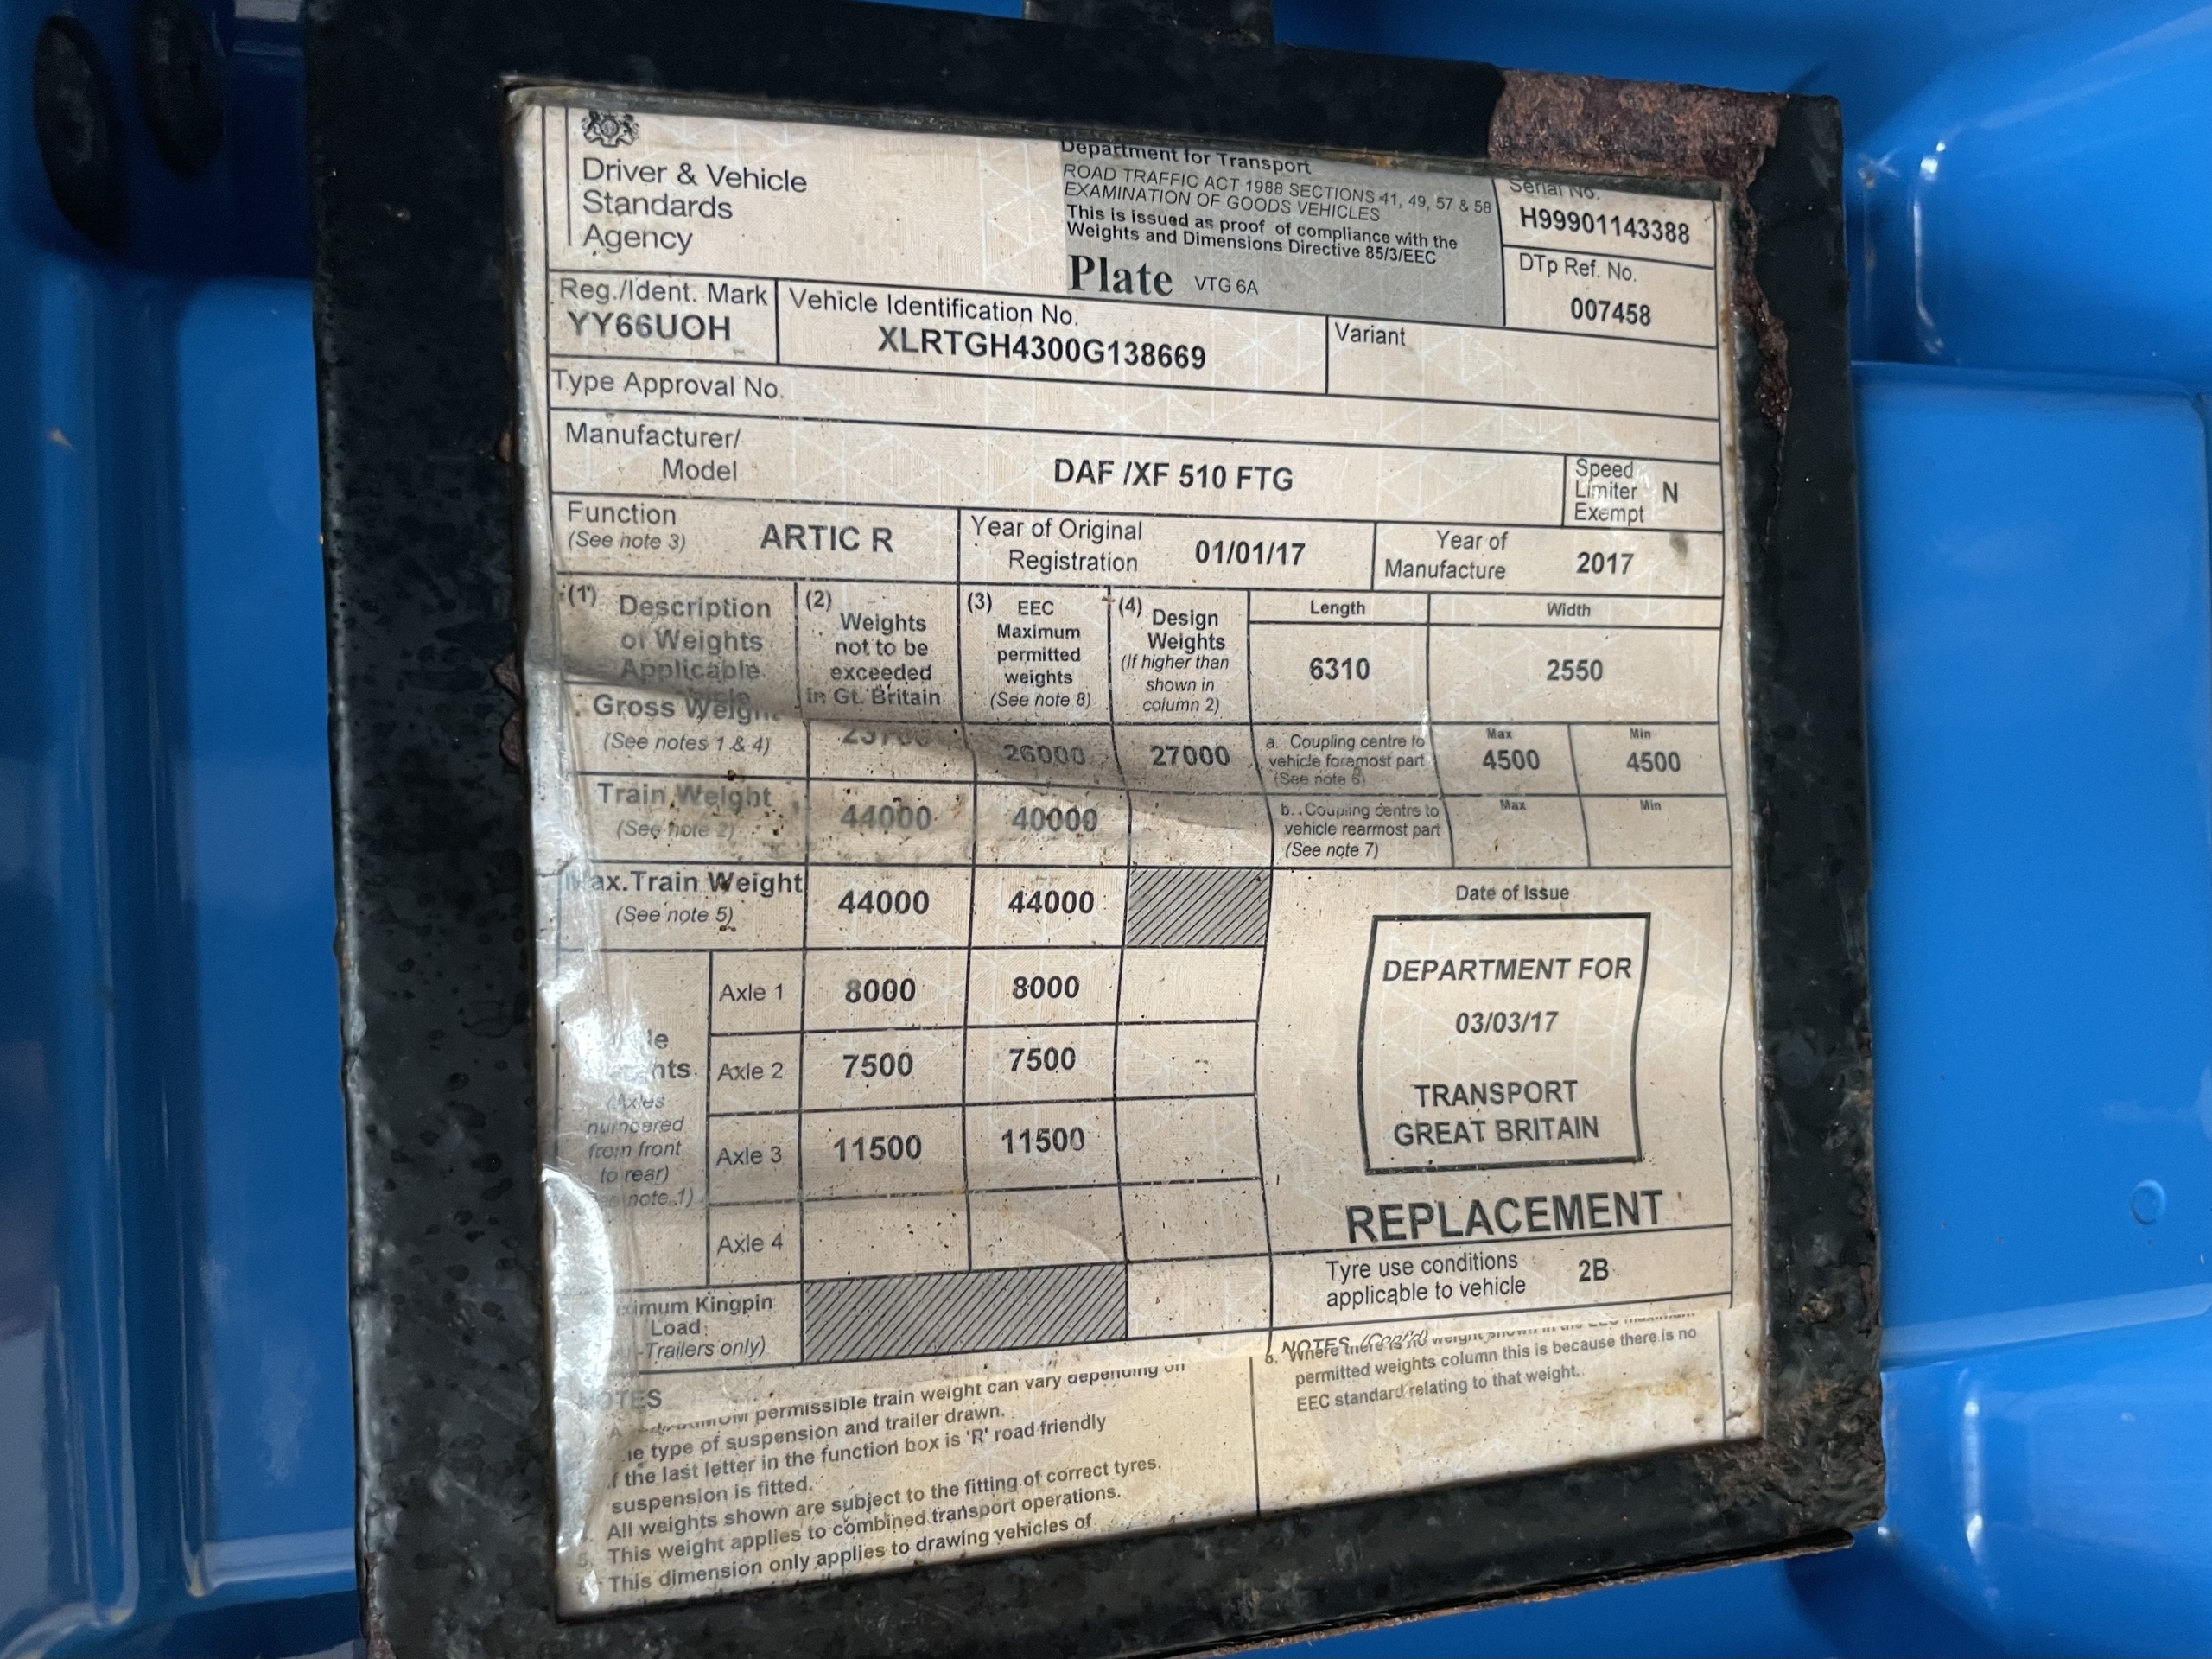 Driver & Vehicle
Standards
Agency
Department for Transport
ROAD TRAFFIC ACT 1988 SECTIONS 41, 49, 57 & 58
EXAMINATION OF GOODS VEHICLES
This is issued as proof of compliance with the
Weights and Dimensions Directive 85/3/EEC
Plate VTG 6A
Serial No.
H99901143388
DTp Ref. No.
007458
Reg./Ident. Mark
YY66UOH
Vehicle Identification No.
XLRTGH4300G138669
Variant
Type Approval No.
Manufacturer/
Model
DAF /XF 510 FTG
Speed
Limiter N
Exempt
Function
(See note 3)
ARTIC R
Year of Original
Registration 01/01/17
Year of
Manufacture 2017
(1) Description
of Weights
Applicable
(2)
Weights
not to be
exceeded
in Gt. Britain
(3) EEC
Maximum
permitted
weights
(See note 8)
(4) Design
Weights
(If higher than
shown in
column 2)
Length
6310
Width
2550
Gross Weight
(See notes 1 & 4)
26000
27000
a. Coupling centre to
vehicle foremost part
(See note 6)
Max
4500
Min
4500
Train Weight
(See note 2)
44000
40000
b. Coupling centre to
vehicle rearmost part
(See note 7)
Max
Min
Max.Train Weight
(See note 5)
44000
44000
Date of Issue
DEPARTMENT FOR
03/03/17
TRANSPORT
GREAT BRITAIN
(Axles
numbered
from front
to rear)
note 1)
Axle 1 8000 8000
Axle 2 7500 7500
Axle 3 11500 11500
Axle 4
REPLACEMENT
Tyre use conditions
applicable to vehicle 2B
Kingpin
Load
-Trailers only)
NOTES
permissible train weight can vary depending on
type of suspension and trailer drawn.
the last letter in the function box is 'R' road friendly
suspension is fitted.
All weights shown are subject to the fitting of correct tyres.
5. This weight applies to combined transport operations.
This dimension only applies to drawing vehicles of
NOTES (Cont'd)
8. Where there is no weight shown in the EEC maximum
permitted weights column this is because there is no
EEC standard relating to that weight.